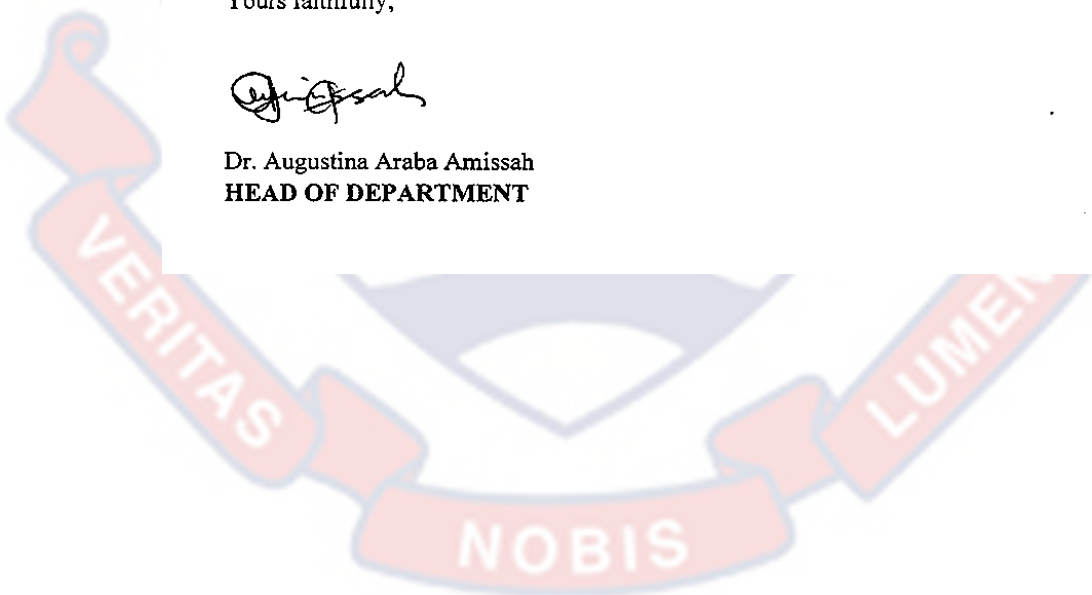 Yours faithfully,
Dr. Augustina Araba Amissah
HEAD OF DEPARTMENT
VERITAS
NOBIS
LUMEN